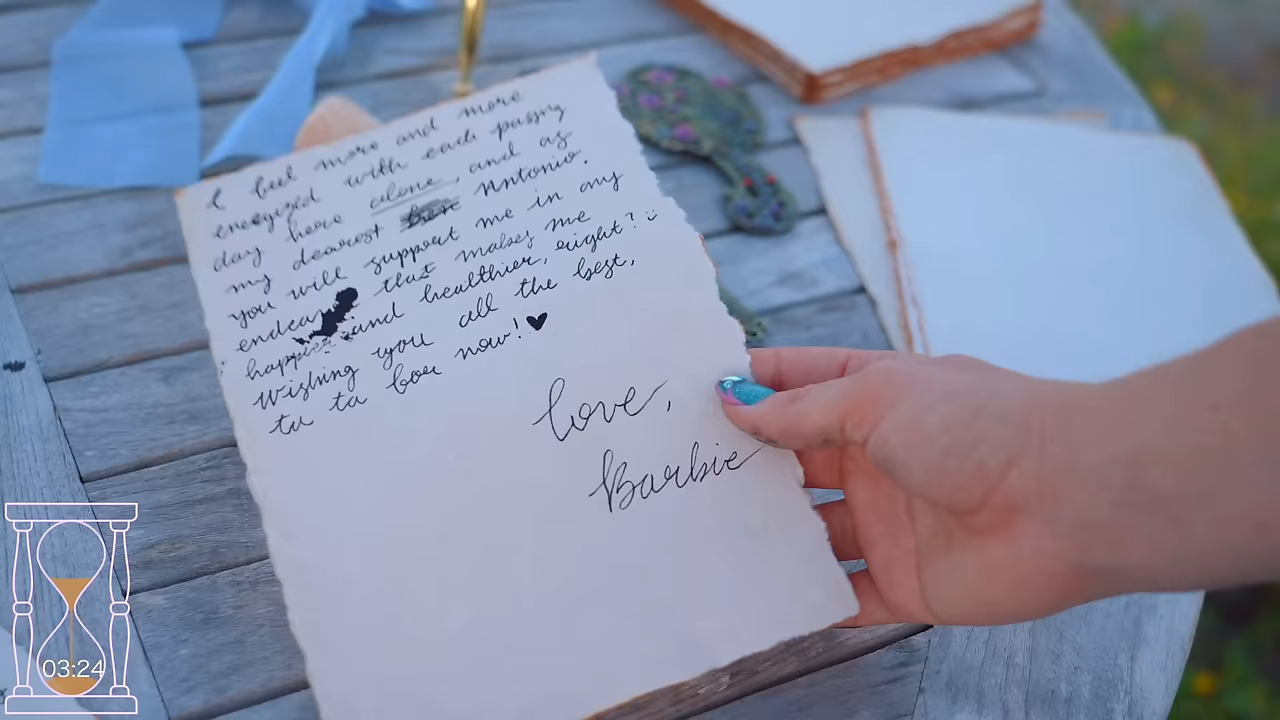 I feel more and more
energized with each passing
day here alone, and as
my dearest Antonio,
you will support me in any
endeavor that makes me
happier and healthier, right? :)
Wishing you all the best,
ta ta for now! ♥
Love,
Barbie
03:24